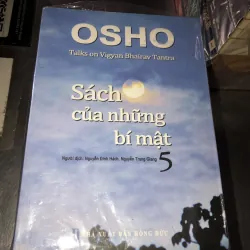 OSHO
Talks on Vigyan Bhairav Tantra
Sách
của những
bí mật
Người dịch: Nguyễn Đình Hách, Nguyễn Trọng Giang
5
NHÀ XUẤT BẢN HỒNG ĐỨC